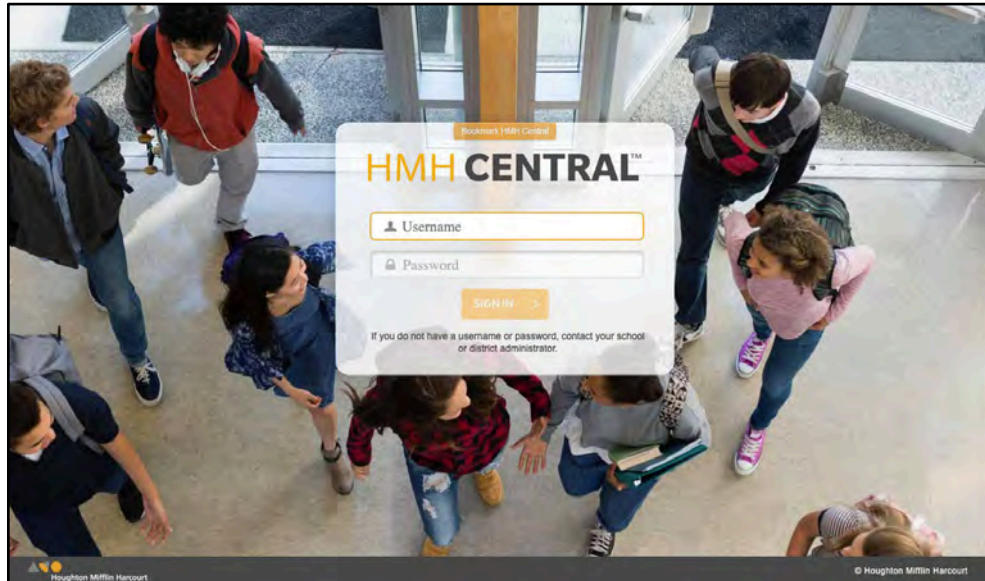 Bookmark HMH Central
HMH CENTRAL™
Username
Password
SIGN IN >
If you do not have a username or password, contact your school
or district administrator.
Houghton Mifflin Harcourt
© Houghton Mifflin Harcourt